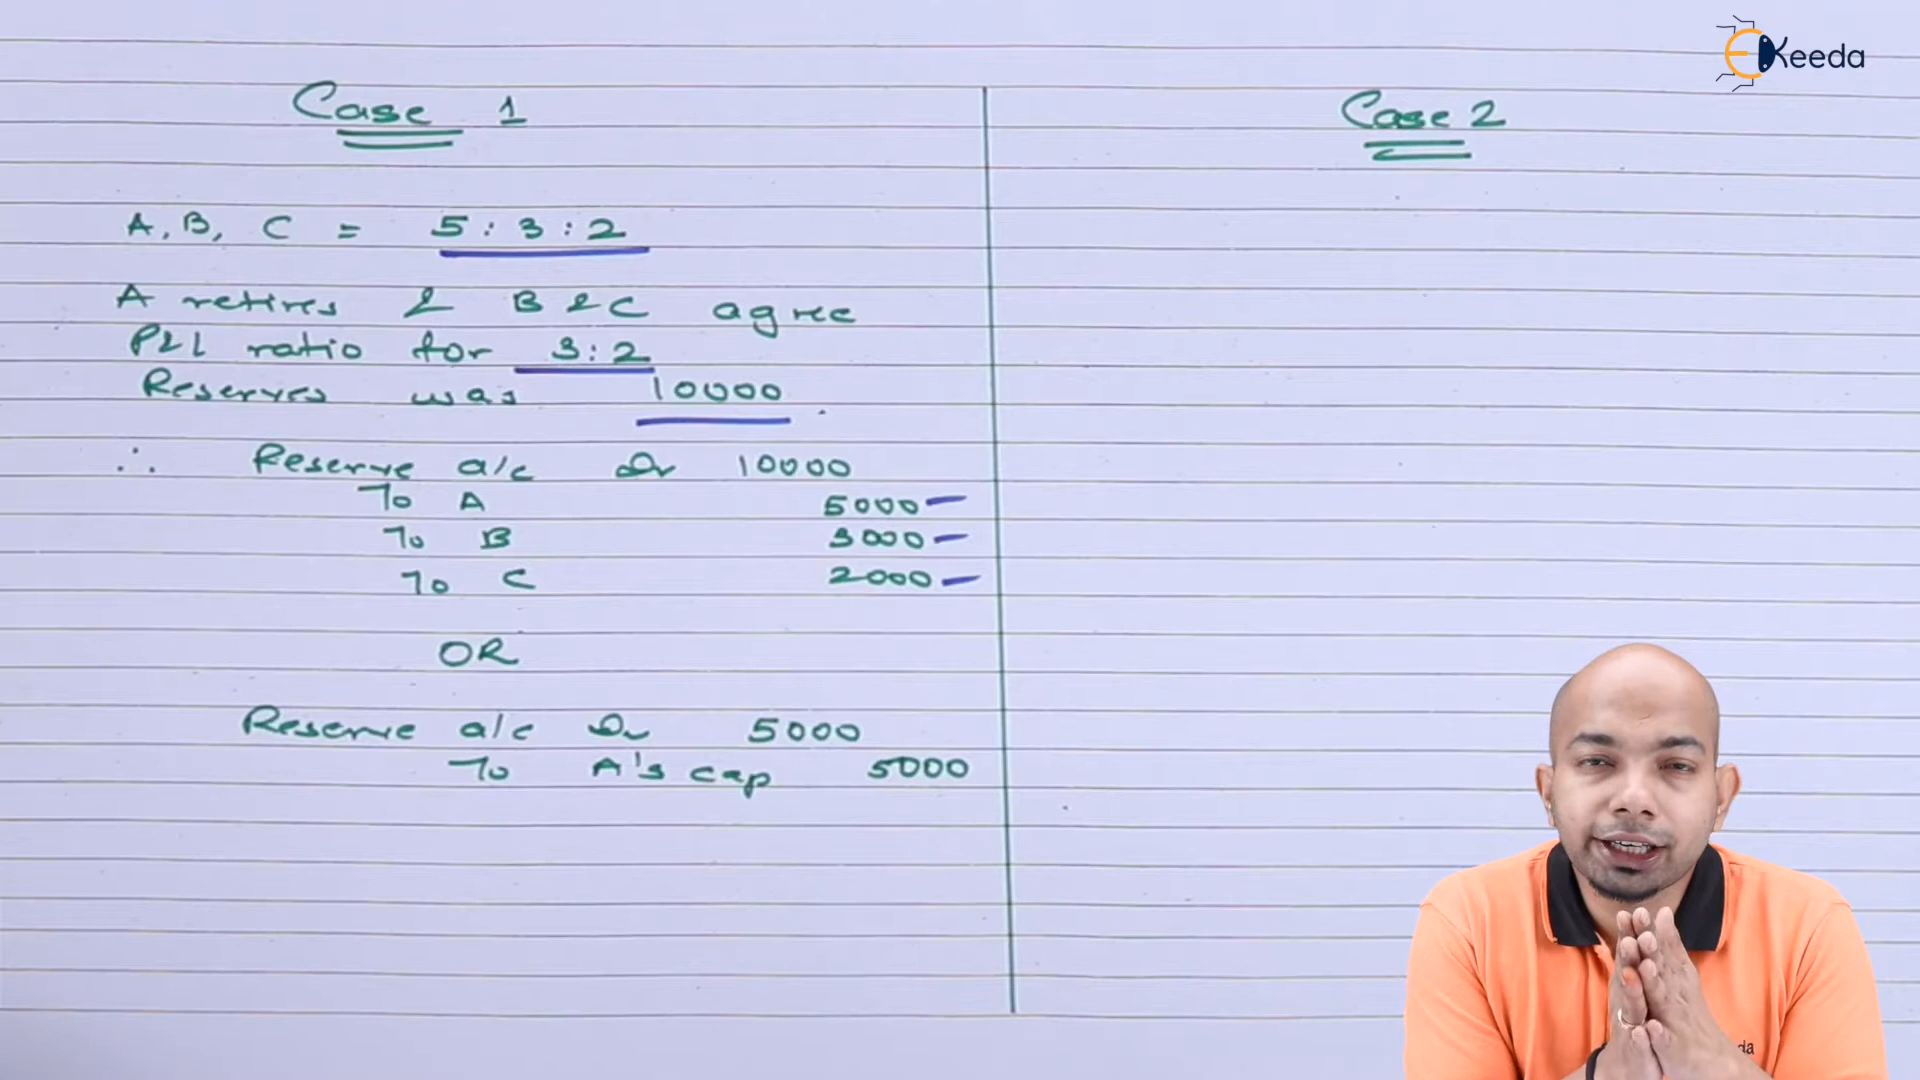 EKeeda
Case 1
A, B, C = 5 : 3 : 2
A retires & B & C agree
P&L ratio for 3:2
Reserves was 10000
∴ Reserve a/c Dr 10000
To A 5000
To B 3000
To C 2000
OR
Reserve a/c Dr 5000
To A's cap 5000
Case 2
da